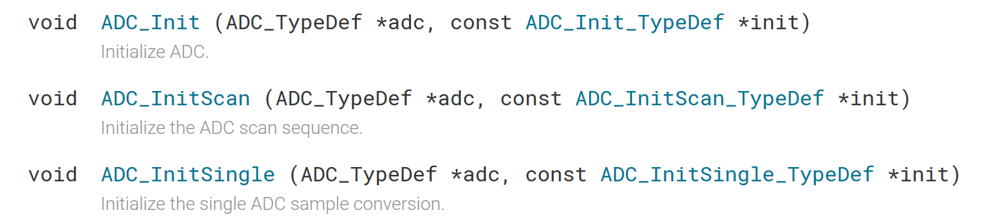 void ADC_Init (ADC_TypeDef *adc, const ADC_Init_TypeDef *init)
Initialize ADC.
void ADC_InitScan (ADC_TypeDef *adc, const ADC_InitScan_TypeDef *init)
Initialize the ADC scan sequence.
void ADC_InitSingle (ADC_TypeDef *adc, const ADC_InitSingle_TypeDef *init)
Initialize the single ADC sample conversion.